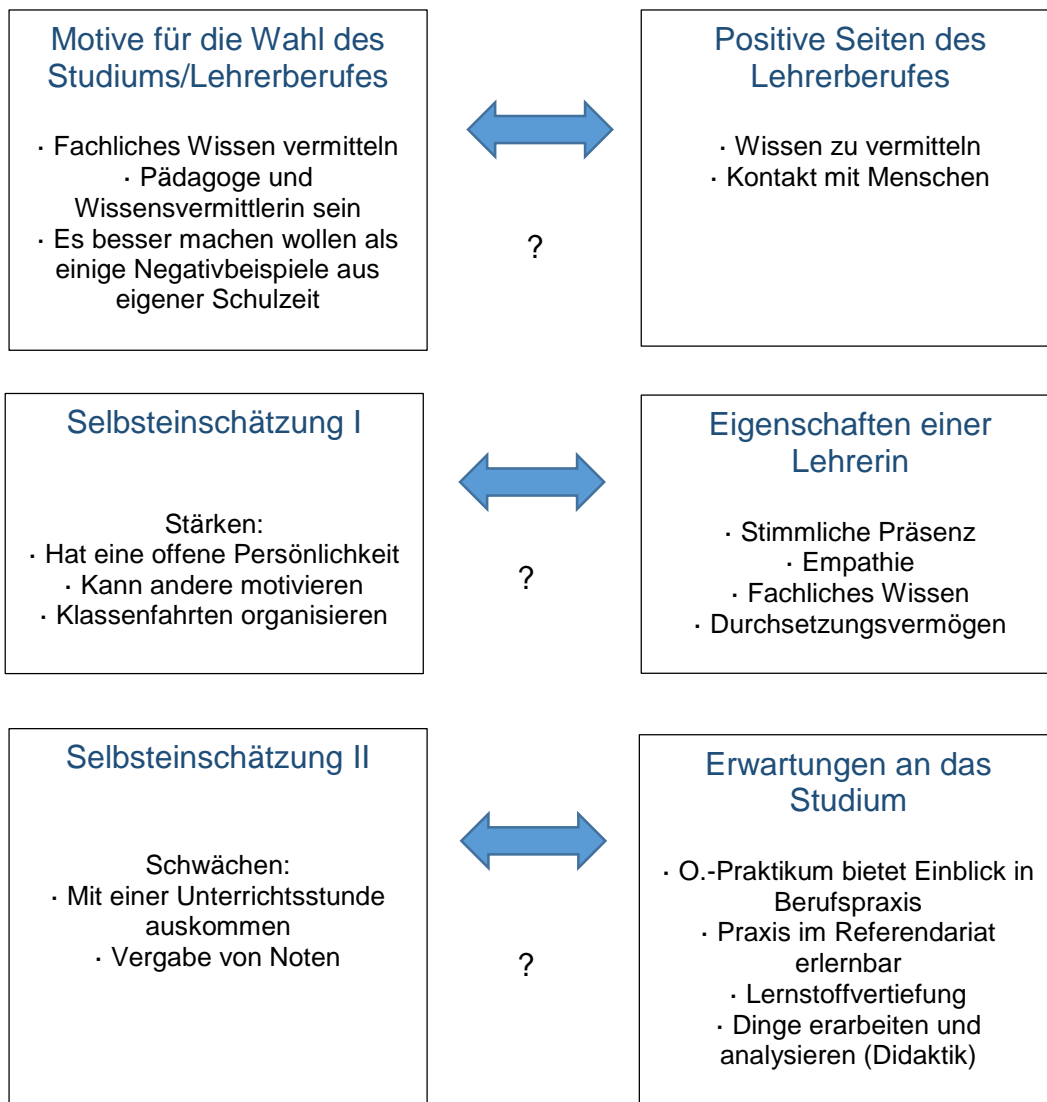 Motive für die Wahl des
Studiums/Lehrerberufes
· Fachliches Wissen vermitteln
· Pädagoge und
Wissensvermittlerin sein
· Es besser machen wollen als
einige Negativbeispiele aus
eigener Schulzeit
?
Positive Seiten des
Lehrerberufes
· Wissen zu vermitteln
· Kontakt mit Menschen
Selbsteinschätzung I
Stärken:
· Hat eine offene Persönlichkeit
· Kann andere motivieren
· Klassenfahrten organisieren
?
Eigenschaften einer
Lehrerin
· Stimmliche Präsenz
· Empathie
· Fachliches Wissen
· Durchsetzungsvermögen
Selbsteinschätzung II
Schwächen:
· Mit einer Unterrichtsstunde
auskommen
· Vergabe von Noten
?
Erwartungen an das
Studium
· O.-Praktikum bietet Einblick in
Berufspraxis
· Praxis im Referendariat
erlernbar
· Lernstoffvertiefung
· Dinge erarbeiten und
analysieren (Didaktik)